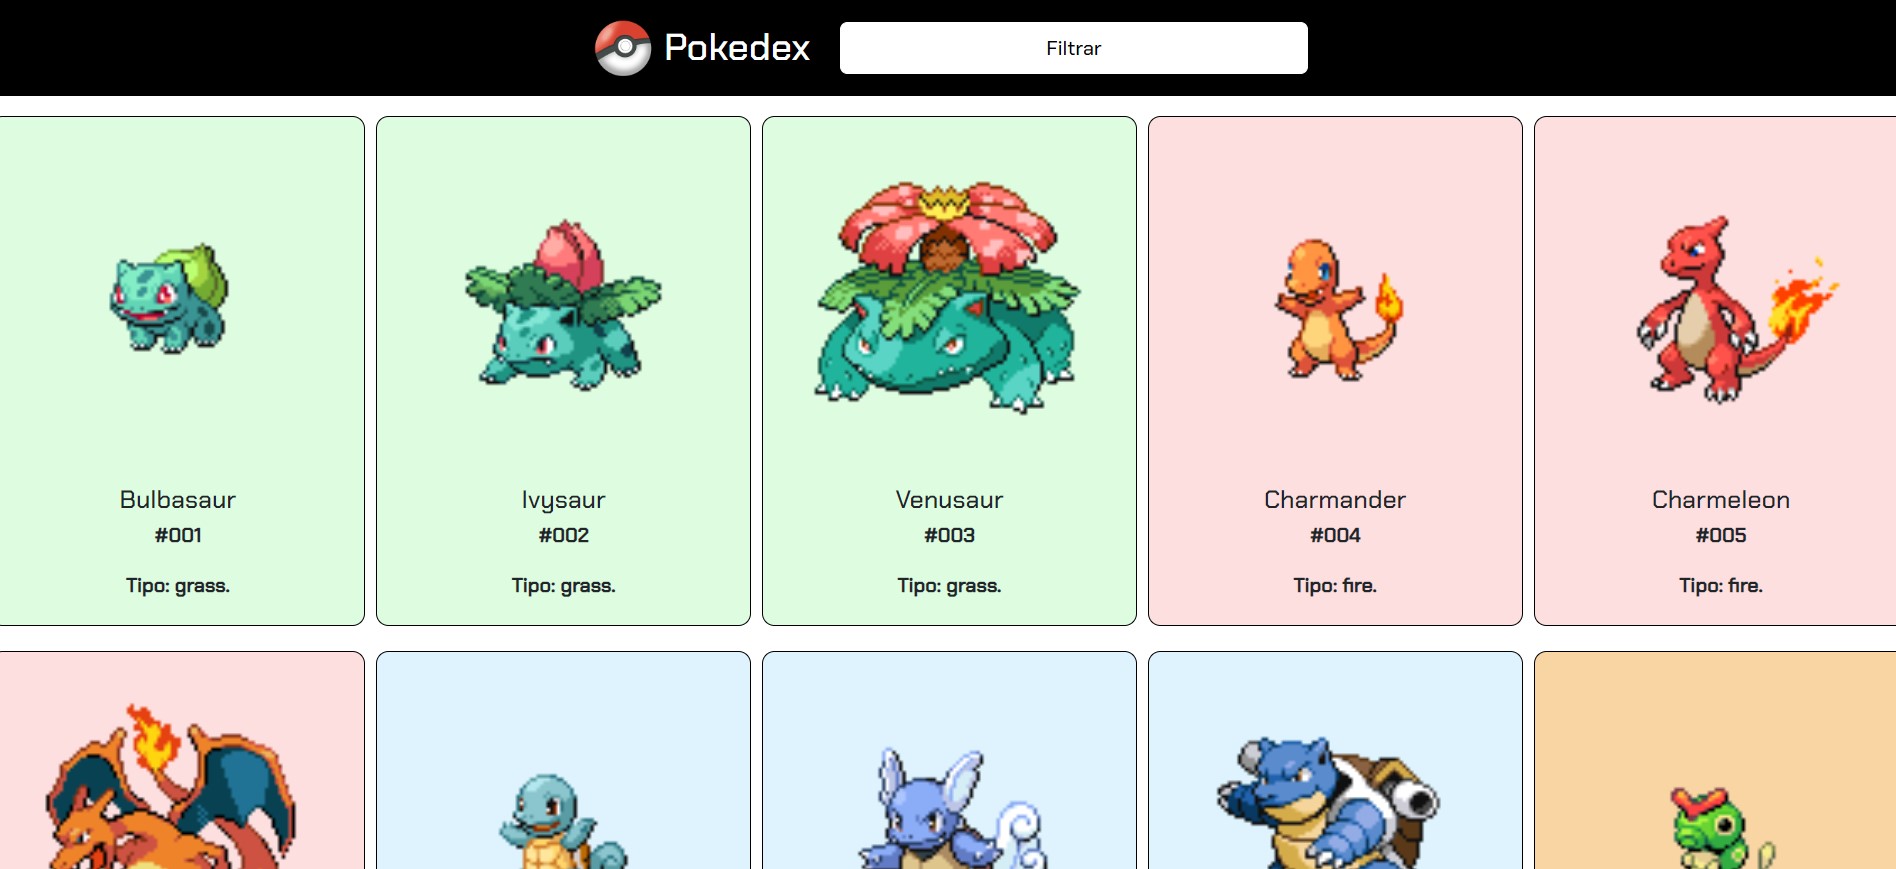 Pokedex
Filtrar
Bulbasaur
#001
Tipo: grass.
Ivysaur
#002
Tipo: grass.
Venusaur
#003
Tipo: grass.
Charmander
#004
Tipo: fire.
Charmeleon
#005
Tipo: fire.